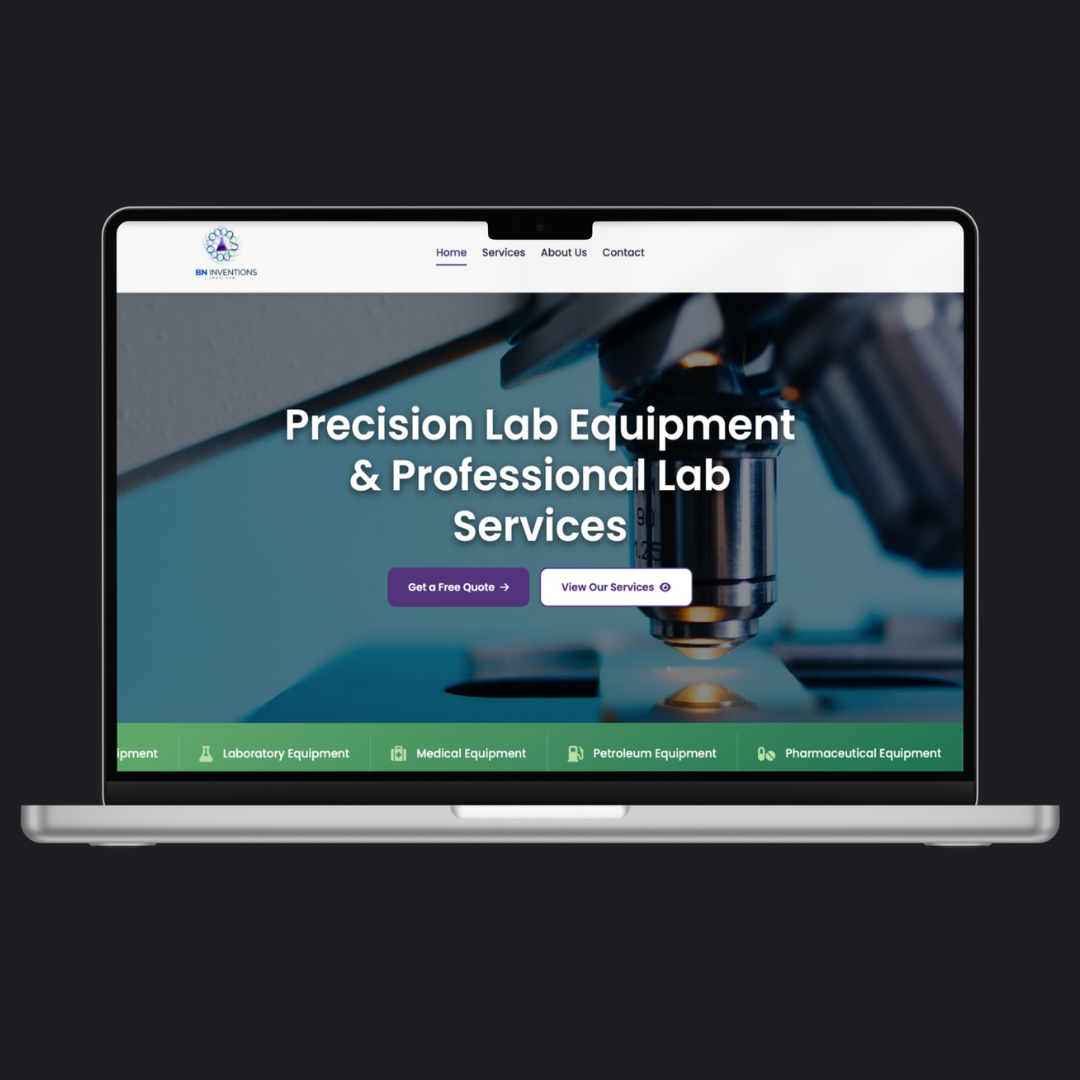 Home Services About Us Contact
BN INVENTIONS
Precision Lab Equipment
& Professional Lab
Services
Get a Free Quote View Our Services
ipment Laboratory Equipment Medical Equipment Petroleum Equipment Pharmaceutical Equipment